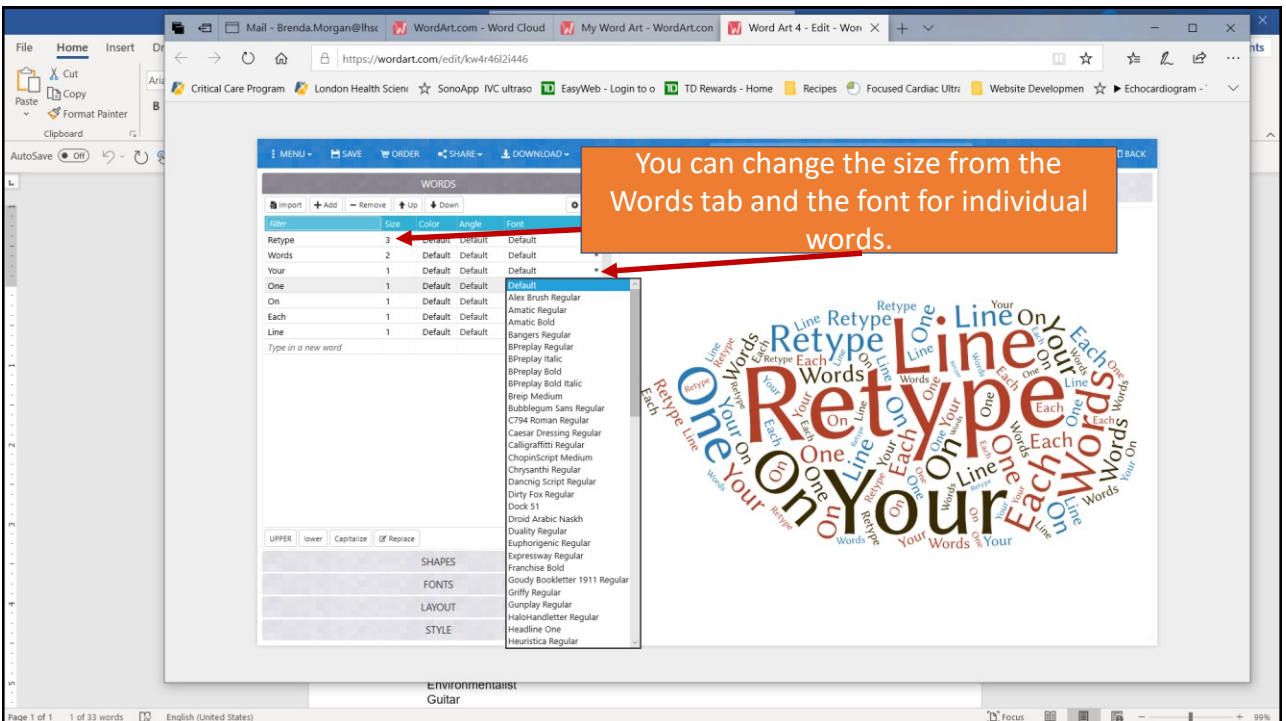 Mail - Brenda.Morgan@lhsc
WordArt.com - Word Cloud
My Word Art - WordArt.con
Word Art 4 - Edit - Wor
File Home Insert
https://wordart.com/edit/kw4r46l2i446
Cut
Copy
Paste
Format Painter
B
Clipboard
Critical Care Program
London Health Scien
SonoApp IVC ultraso
EasyWeb - Login to o
TD Rewards - Home
Recipes
Focused Cardiac Ultra
Website Developmen
Echocardiogram -
AutoSave Off
MENU SAVE ORDER SHARE DOWNLOAD
BACK
You can change the size from the
Words tab and the font for individual
words.
WORDS
Import Add Remove Up Down
Filter Size Color Angle Font
Retype 3 Default Default Default
Words 2 Default Default Default
Your 1 Default Default Default
One 1 Default Default
On 1 Default Default
Each 1 Default Default
Line 1 Default Default
Type in a new word
Default
Alex Brush Regular
Amatic Regular
Amatic Bold
Bangers Regular
BPreplay Regular
BPreplay Italic
BPreplay Bold
BPreplay Bold Italic
Breip Medium
Bubblegum Sans Regular
C794 Roman Regular
Caesar Dressing Regular
Calligraffitti Regular
ChopinScript Medium
Chrysanthi Regular
Dancnig Script Regular
Dirty Fox Regular
Dock 51
Droid Arabic Naskh
Duality Regular
Euphorigenic Regular
Expressway Regular
Franchise Bold
Goudy Bookletter 1911 Regular
Griffy Regular
Gunplay Regular
HaloHandletter Regular
Headline One
Heuristica Regular
UPPER lower Capitalize Replace
SHAPES
FONTS
LAYOUT
STYLE
Retype
Line
Your
One
On
Words
Each
Environmentalist
Guitar
Page 1 of 1 1 of 33 words English (United States)
Focus
99%